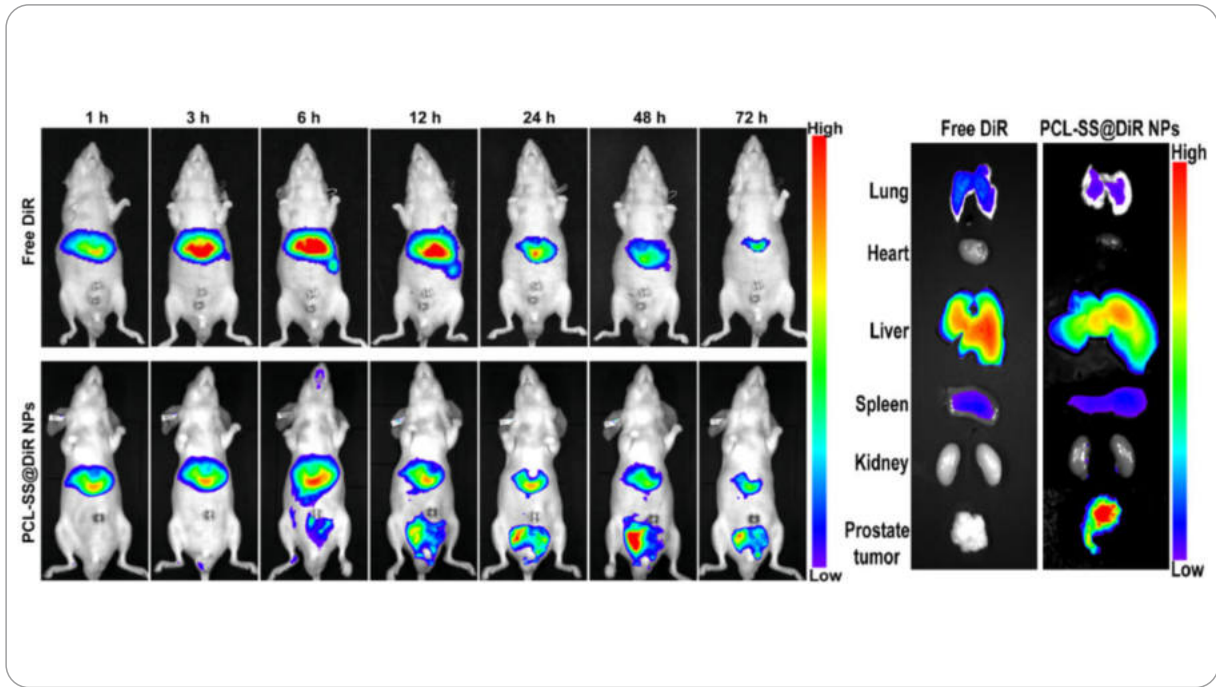 1 h 3 h 6 h 12 h 24 h 48 h 72 h
High
Free DiR
PCL-SS@DiR NPs
Low
Free DiR PCL-SS@DiR NPs
High
Lung
Heart
Liver
Spleen
Kidney
Prostate
tumor
Low